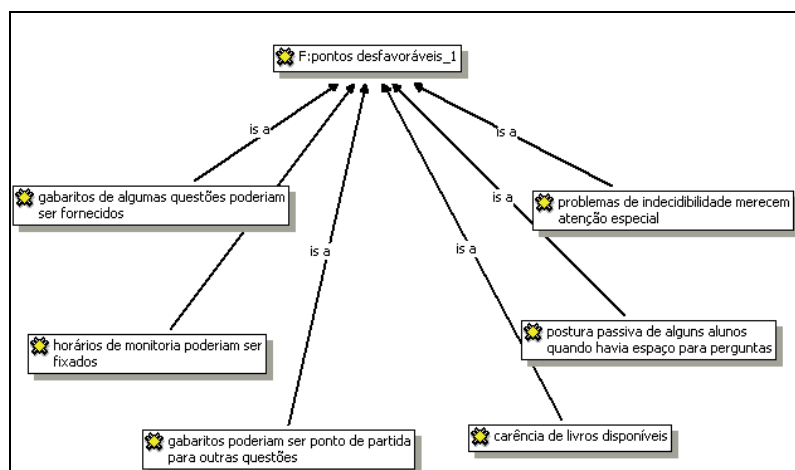 F:pontos desfavoráveis_1
is a
is a
gabaritos de algumas questões poderiam
ser fornecidos
is a
problemas de indecidibilidade merecem
atenção especial
is a
is a
horários de monitoria poderiam ser
fixados
postura passiva de alguns alunos
quando havia espaço para perguntas
gabaritos poderiam ser ponto de partida
para outras questões
carência de livros disponíveis